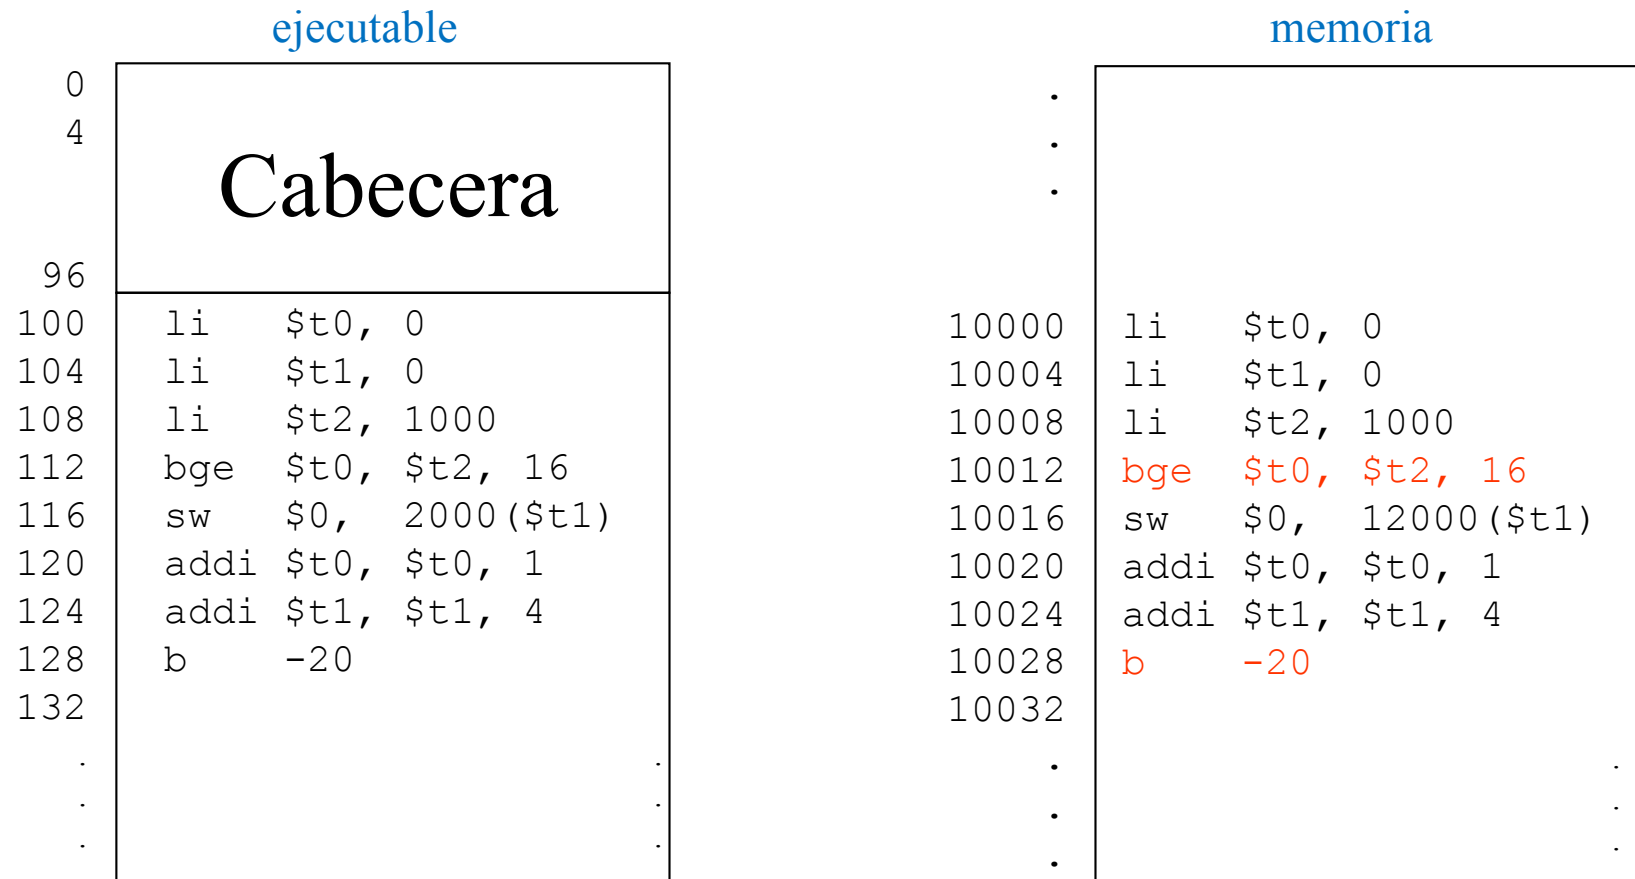 ejecutable
0
4
Cabecera
96
100 li $t0, 0
104 li $t1, 0
108 li $t2, 1000
112 bge $t0, $t2, 16
116 sw $0, 2000($t1)
120 addi $t0, $t0, 1
124 addi $t1, $t1, 4
128 b -20
132
. .
. .
. .
memoria
.
.
.
10000 li $t0, 0
10004 li $t1, 0
10008 li $t2, 1000
10012 bge $t0, $t2, 16
10016 sw $0, 12000($t1)
10020 addi $t0, $t0, 1
10024 addi $t1, $t1, 4
10028 b -20
10032
. .
. .
. .